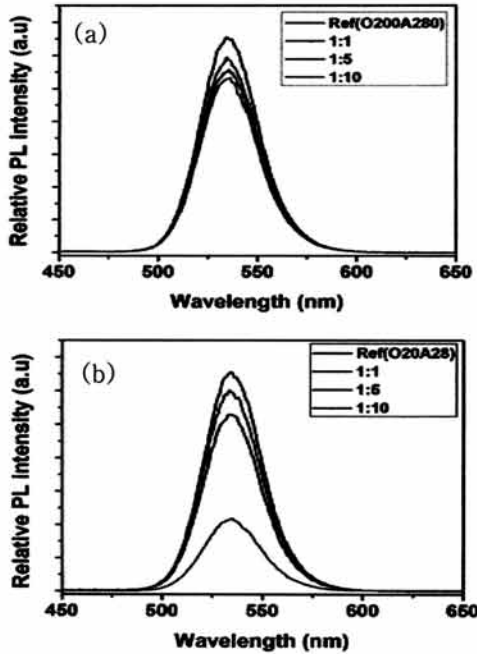 (a)
Ref(O200A280)
1:1
1:5
1:10
Relative PL intensity (a.u)
450 500 550 600 650
Wavelength (nm)
(b)
Ref(O20A28)
1:1
1:5
1:10
Relative PL intensity (a.u)
450 500 550 600 650
Wavelength (nm)